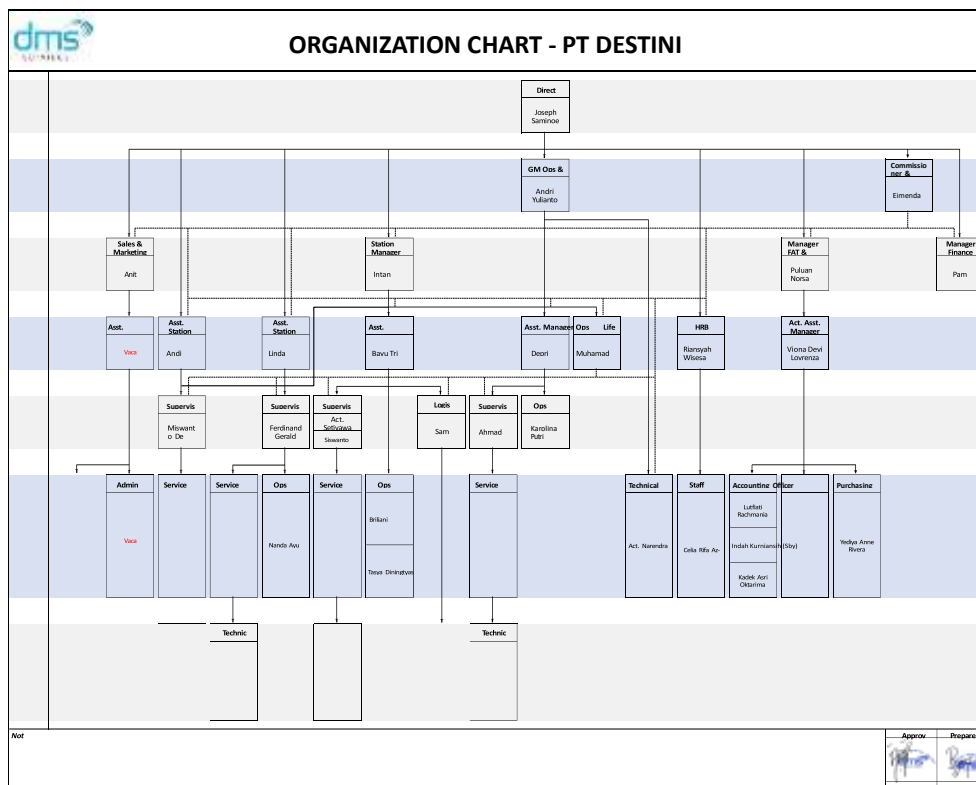 dms
ORGANIZATION CHART - PT DESTINI
Direct
Joseph
Saminoe
GM Ops &
Andri
Yulianto
Commissio
ner &
Eimenda
Sales &
Marketing
Anit
Station
Manager
Intan
Manager
FAT &
Puluan
Norsa
Manager
Finance
Pam
Asst.
Vaca
Asst.
Station
Andi
Asst.
Station
Linda
Asst.
Bayu Tri
Asst. Manager
Depri
Ops Life
Muhamad
HRB
Riansyah
Wisesa
Act. Asst.
Manager
Viona Devi
Lovrenza
Supervis
Miswant
o De
Supervis
Ferdinand
Gerald
Supervis
Act.
Setiyawa
Siswanto
Logis
Sam
Supervis
Ahmad
Ops
Karolina
Putri
Admin
Vaca
Service
Service
Ops
Nanda Ayu
Service
Ops
Briliani
Tasya Diningtyas
Service
Technical
Act. Narendra
Staff
Celia Rifa Az-
Accounting Officer
Lutfiati
Rachmania
Indah Kurniansih (Sby)
Kadek Asri
Oktarima
Purchasing
Yediya Anne
Rivera
Technic
Technic
Not
Approv
Prepare